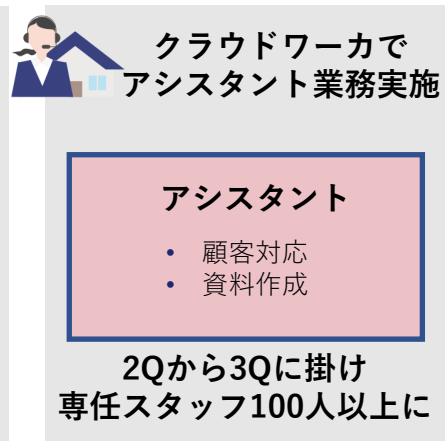 クラウドワーカで
アシスタント業務実施
アシスタント
• 顧客対応
• 資料作成
2Qから3Qに掛け
専任スタッフ100人以上に